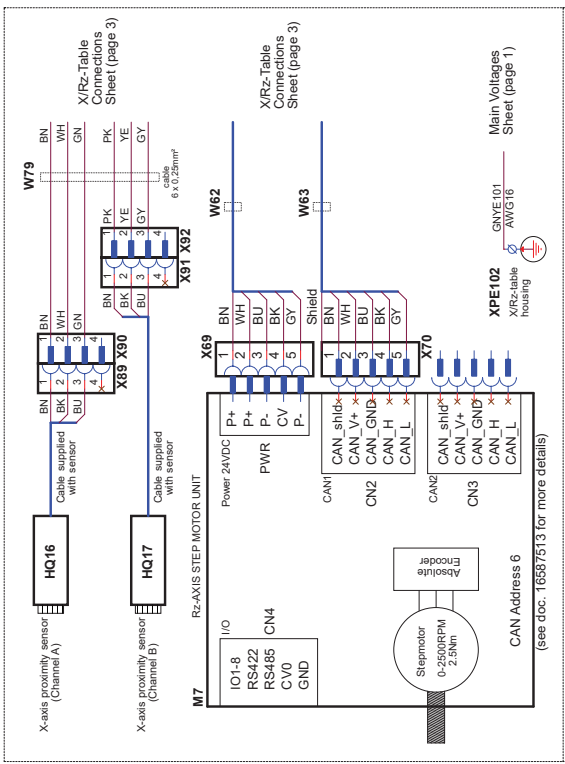 X/Rz-Table
Connections
Sheet (page 3)
BN
WH
GN
PK
YE
GY
W79
cable
6 x 0,25mm²
PK
YE
GY
1
2
3
4
X92
X91
1
2
3
4
BN
BK
BU
BN
WH
GN
1
2
3
4
X90
X89
1
2
3
4
BN
BK
BU
Cable supplied
with sensor
Cable supplied
with sensor
HQ16
HQ17
X-axis proximity sensor
(Channel A)
X-axis proximity sensor
(Channel B)
X/Rz-Table
Connections
Sheet (page 3)
W62
W63
BN
WH
BU
BK
GY
Shield
BN
WH
BU
BK
GY
X69
1
2
3
4
5
1
2
3
4
5
X70
Main Voltages
Sheet (page 1)
GNYE101
AWG16
XPE102
X/Rz-table
housing
Rz-AXIS STEP MOTOR UNIT
M7
Power 24VDC
P+
P+
P-
CV
P-
PWR
CAN1
CAN_shld
CAN_V+
CAN_GND
CAN_H
CAN_L
CN2
CAN2
CAN_shld
CAN_V+
CAN_GND
CAN_H
CAN_L
CN3
I/O
IO1-8
RS422
RS485
CV0
GND
CN4
Absolute
Encoder
Stepmotor
0-2500RPM
2.5Nm
CAN Address 6
(see doc. 16587513 for more details)